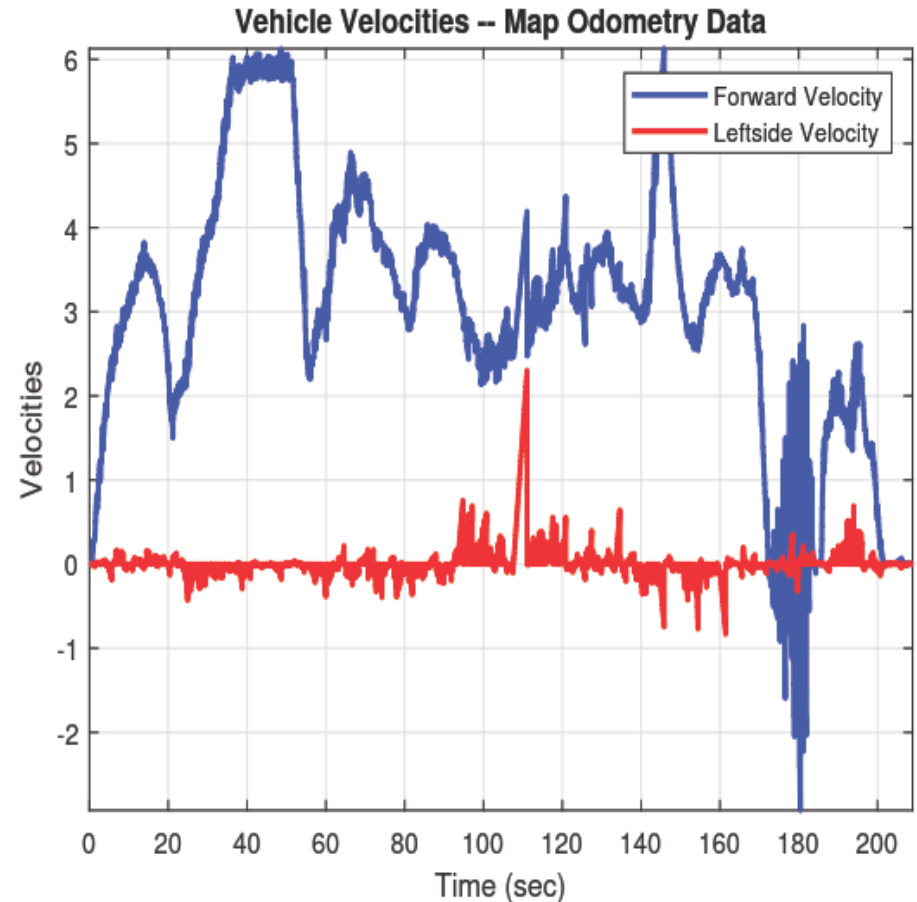 Vehicle Velocities -- Map Odometry Data
Forward Velocity
Leftside Velocity
Velocities
6
5
4
3
2
1
0
-1
-2
0 20 40 60 80 100 120 140 160 180 200
Time (sec)